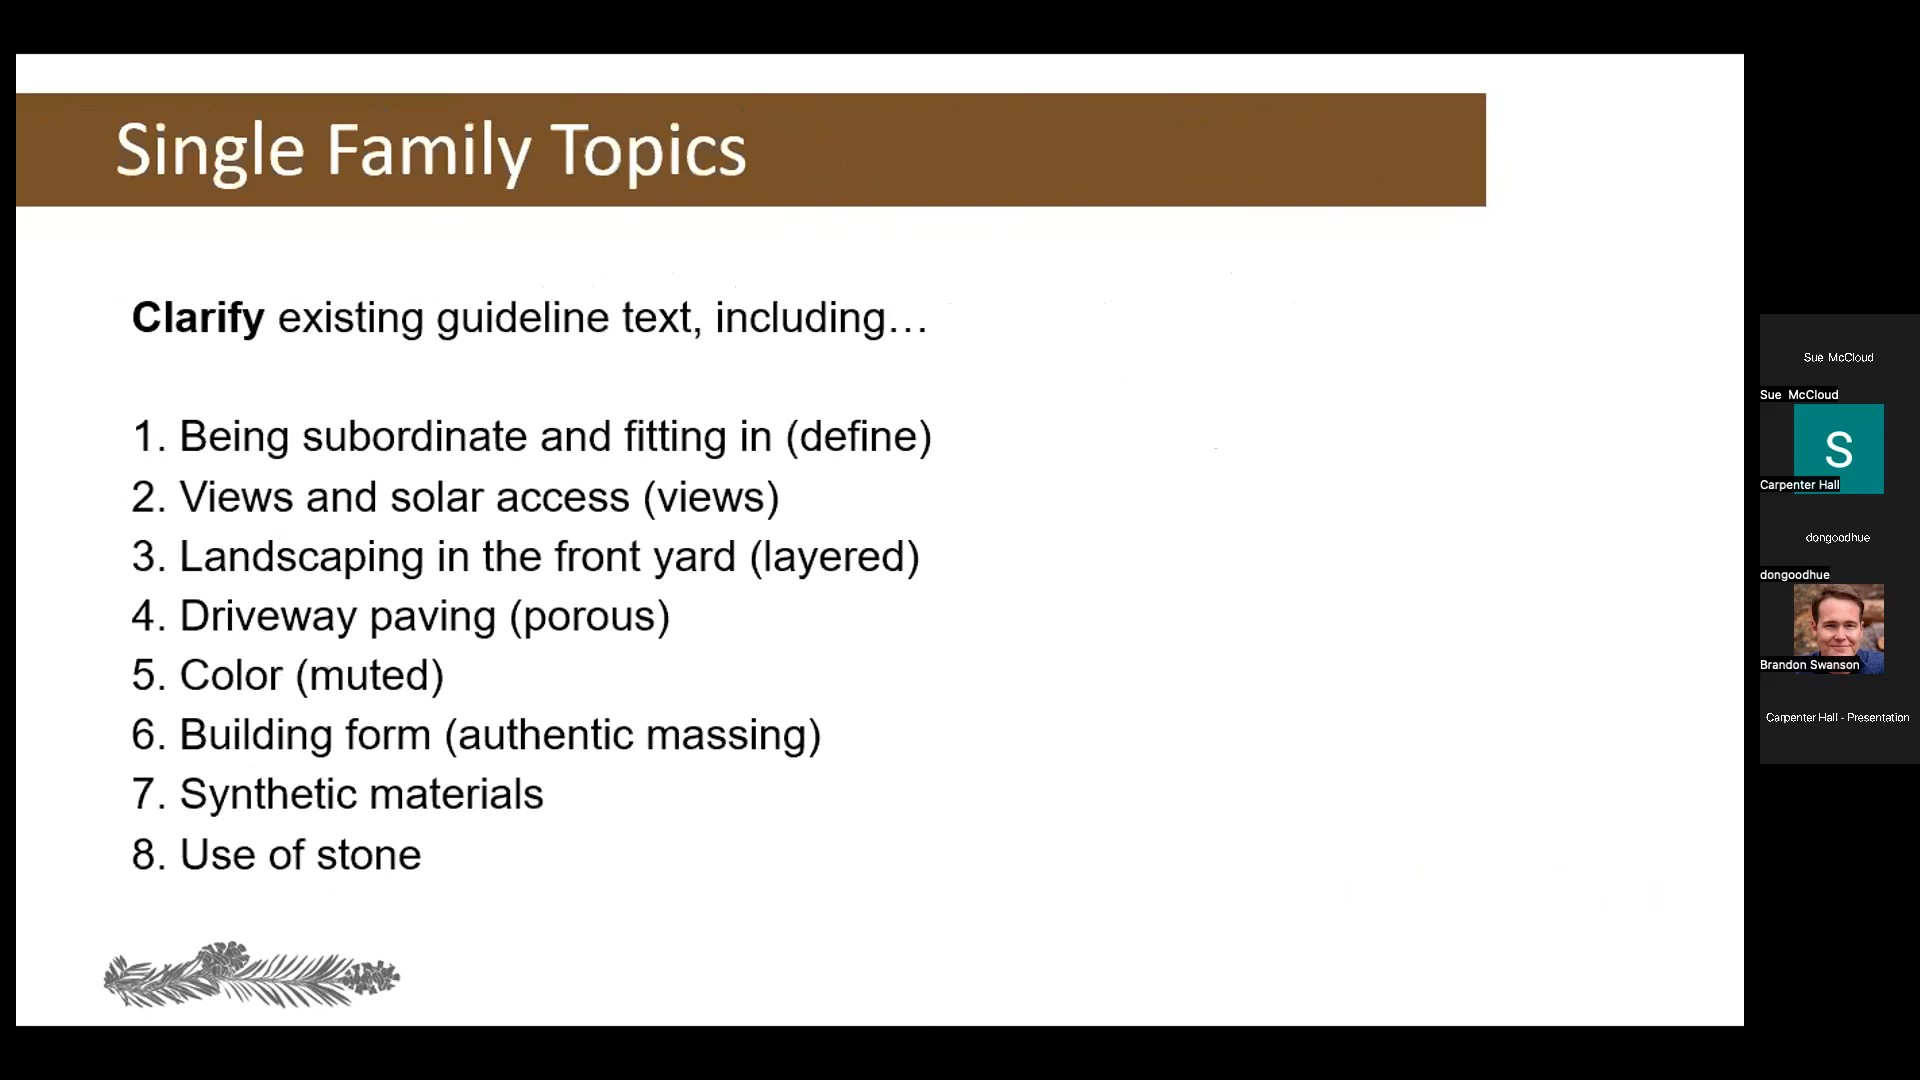 Single Family Topics
Clarify existing guideline text, including…
1. Being subordinate and fitting in (define)
2. Views and solar access (views)
3. Landscaping in the front yard (layered)
4. Driveway paving (porous)
5. Color (muted)
6. Building form (authentic massing)
7. Synthetic materials
8. Use of stone
Sue McCloud
Sue McCloud
S
Carpenter Hall
dongoodhue
dongoodhue
Brandon Swanson
Carpenter Hall - Presentation